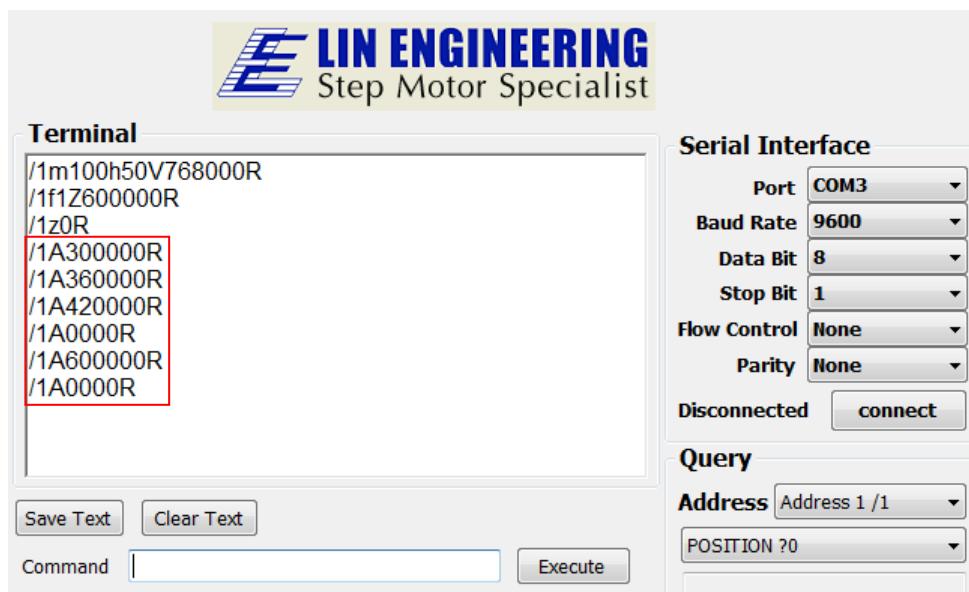 LIN ENGINEERING
Step Motor Specialist
Terminal
/1m100h50V768000R
/1f1Z600000R
/1z0R
/1A300000R
/1A360000R
/1A420000R
/1A0000R
/1A600000R
/1A0000R
Save Text Clear Text
Command Execute
Serial Interface
Port COM3
Baud Rate 9600
Data Bit 8
Stop Bit 1
Flow Control None
Parity None
Disconnected connect
Query
Address Address 1 /1
POSITION ?0